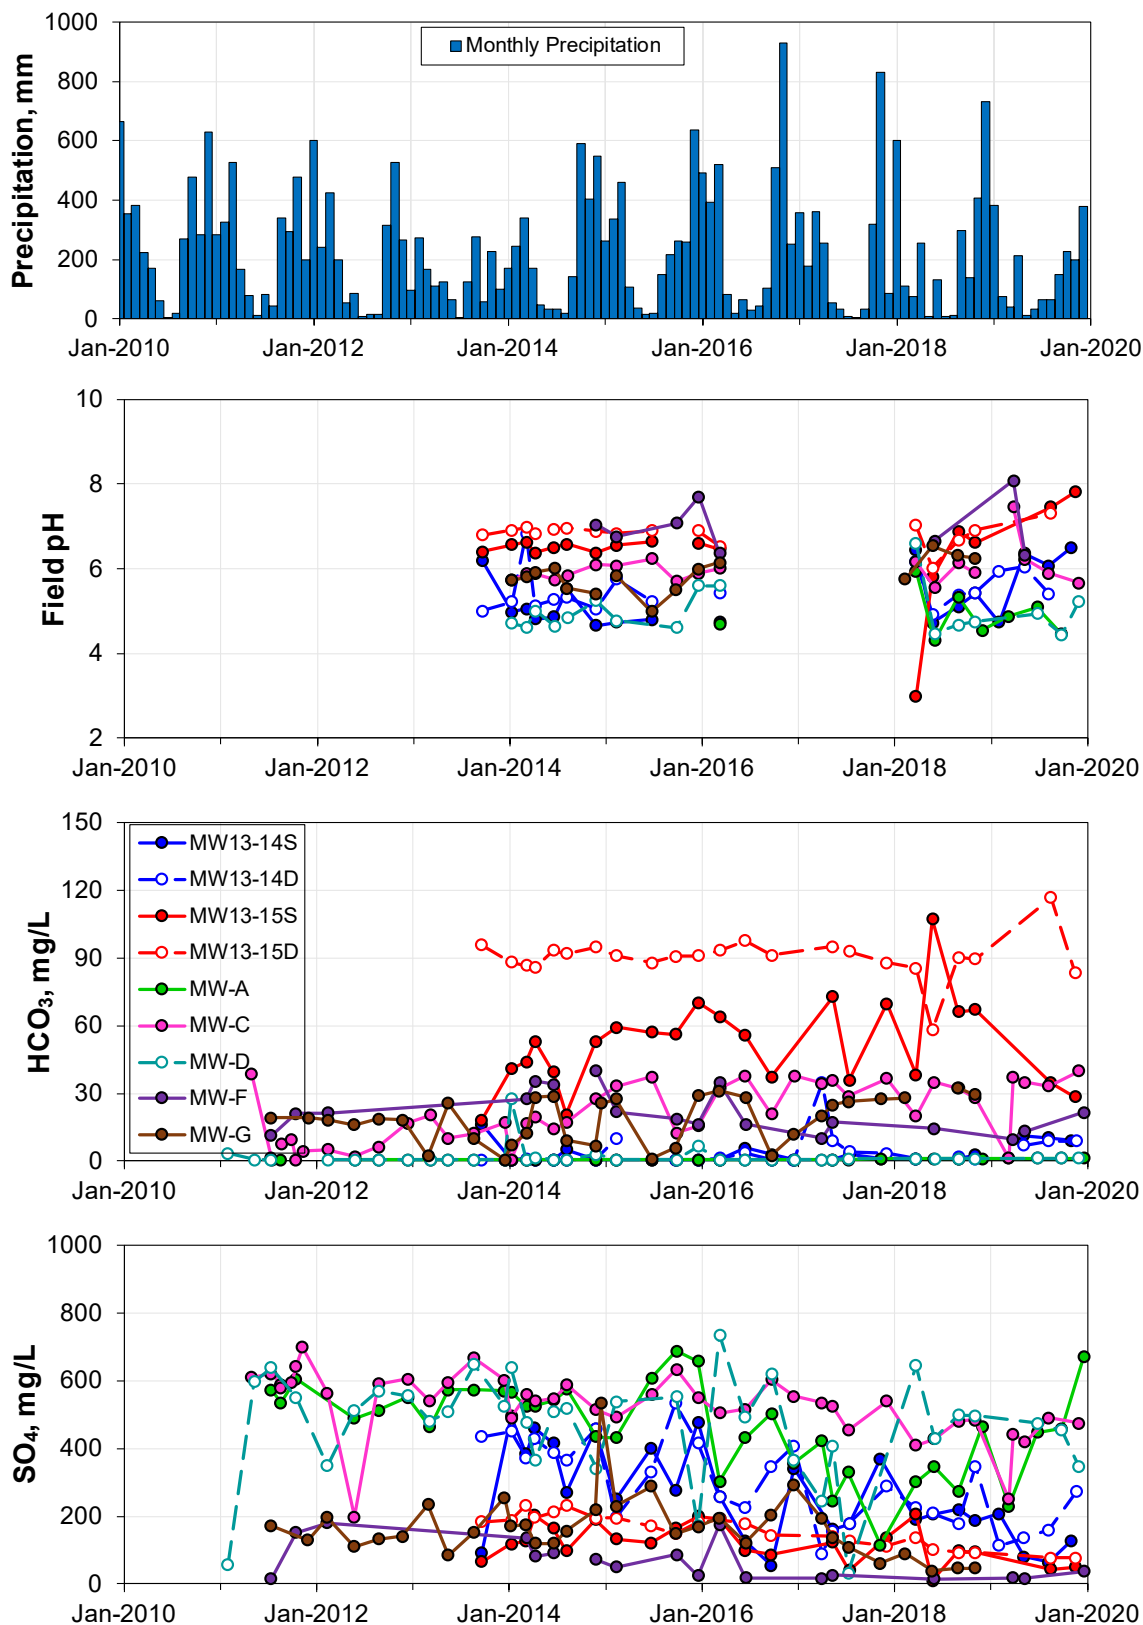 Precipitation, mm
1000
800
600
400
200
0
Monthly Precipitation
Jan-2010 Jan-2012 Jan-2014 Jan-2016 Jan-2018 Jan-2020
Field pH
10
8
6
4
2
Jan-2010 Jan-2012 Jan-2014 Jan-2016 Jan-2018 Jan-2020
HCO₃, mg/L
150
120
90
60
30
0
MW13-14S
MW13-14D
MW13-15S
MW13-15D
MW-A
MW-C
MW-D
MW-F
MW-G
Jan-2010 Jan-2012 Jan-2014 Jan-2016 Jan-2018 Jan-2020
SO₄, mg/L
1000
800
600
400
200
0
Jan-2010 Jan-2012 Jan-2014 Jan-2016 Jan-2018 Jan-2020